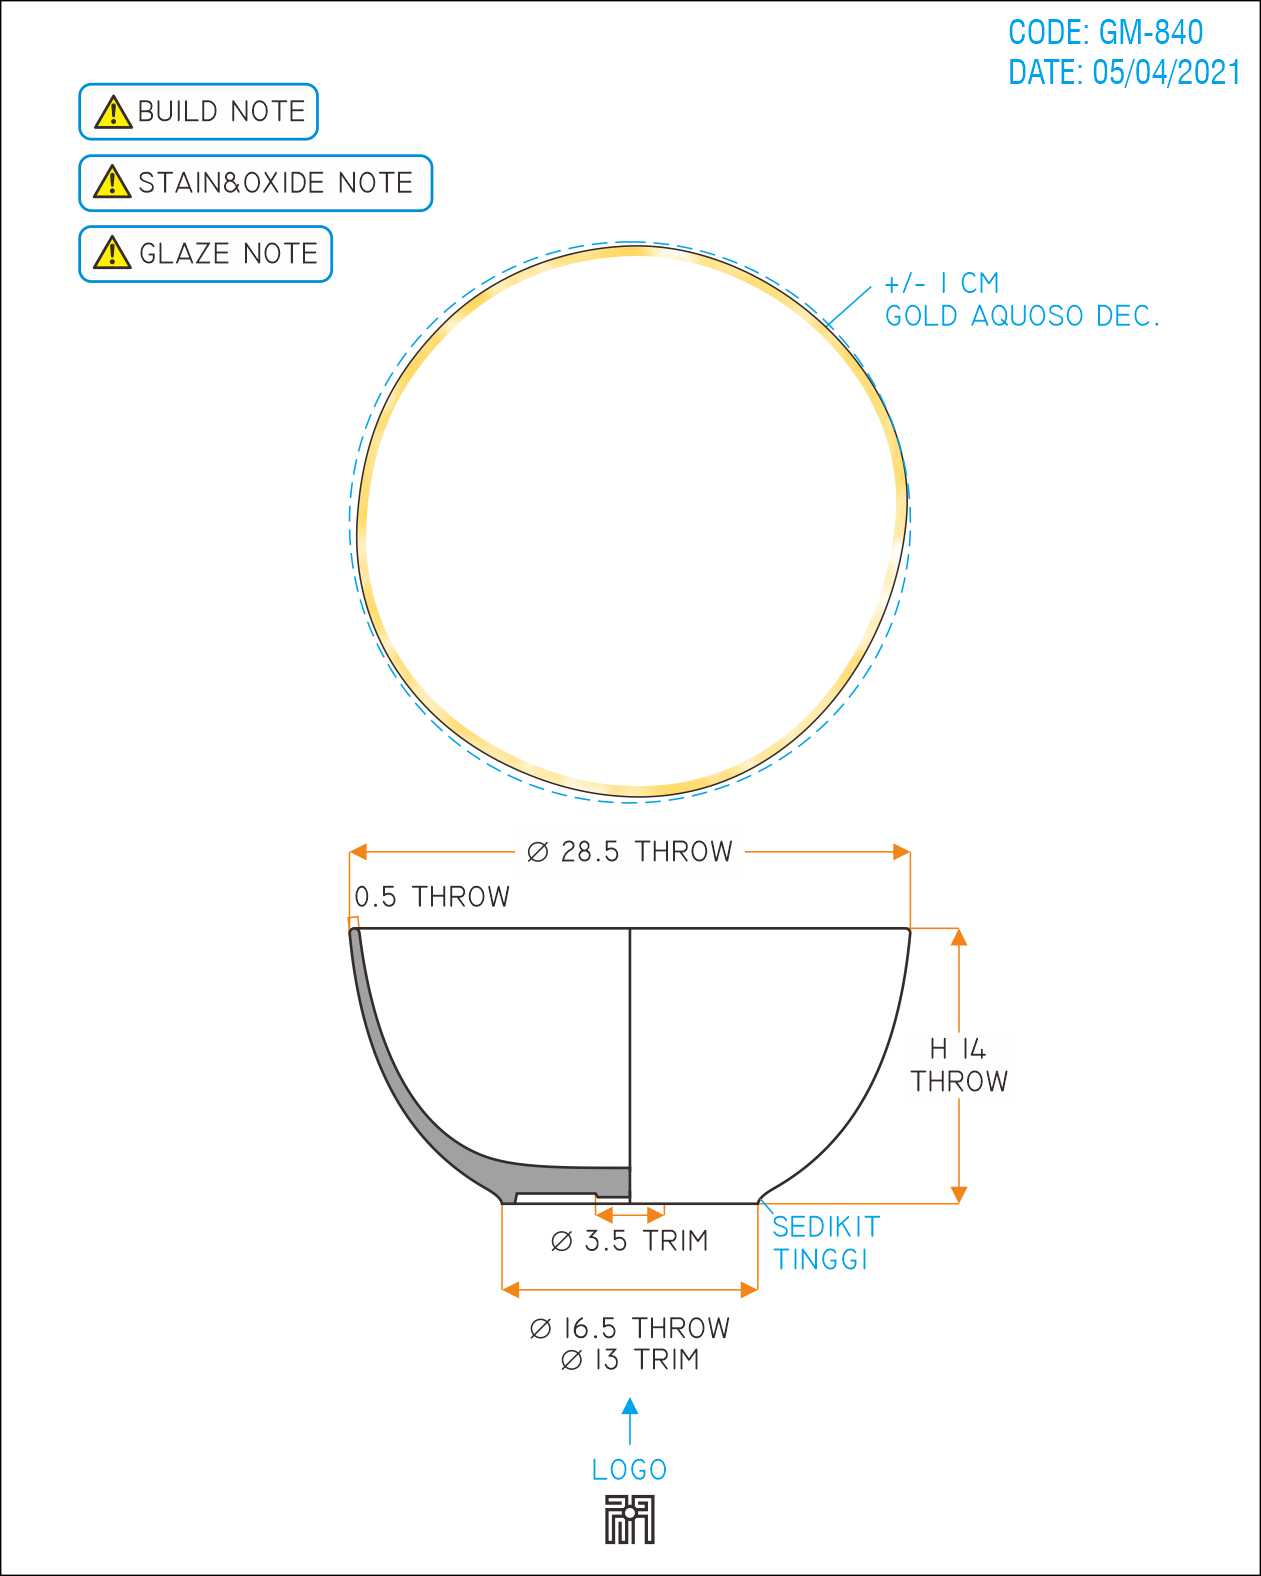 CODE: GM-840
DATE: 05/04/2021
BUILD NOTE
STAIN&OXIDE NOTE
GLAZE NOTE
+/- 1 CM
GOLD AQUOSO DEC.
Ø 28.5 THROW
0.5 THROW
H 14
THROW
Ø 3.5 TRIM
SEDIKIT
TINGGI
Ø 16.5 THROW
Ø 13 TRIM
LOGO